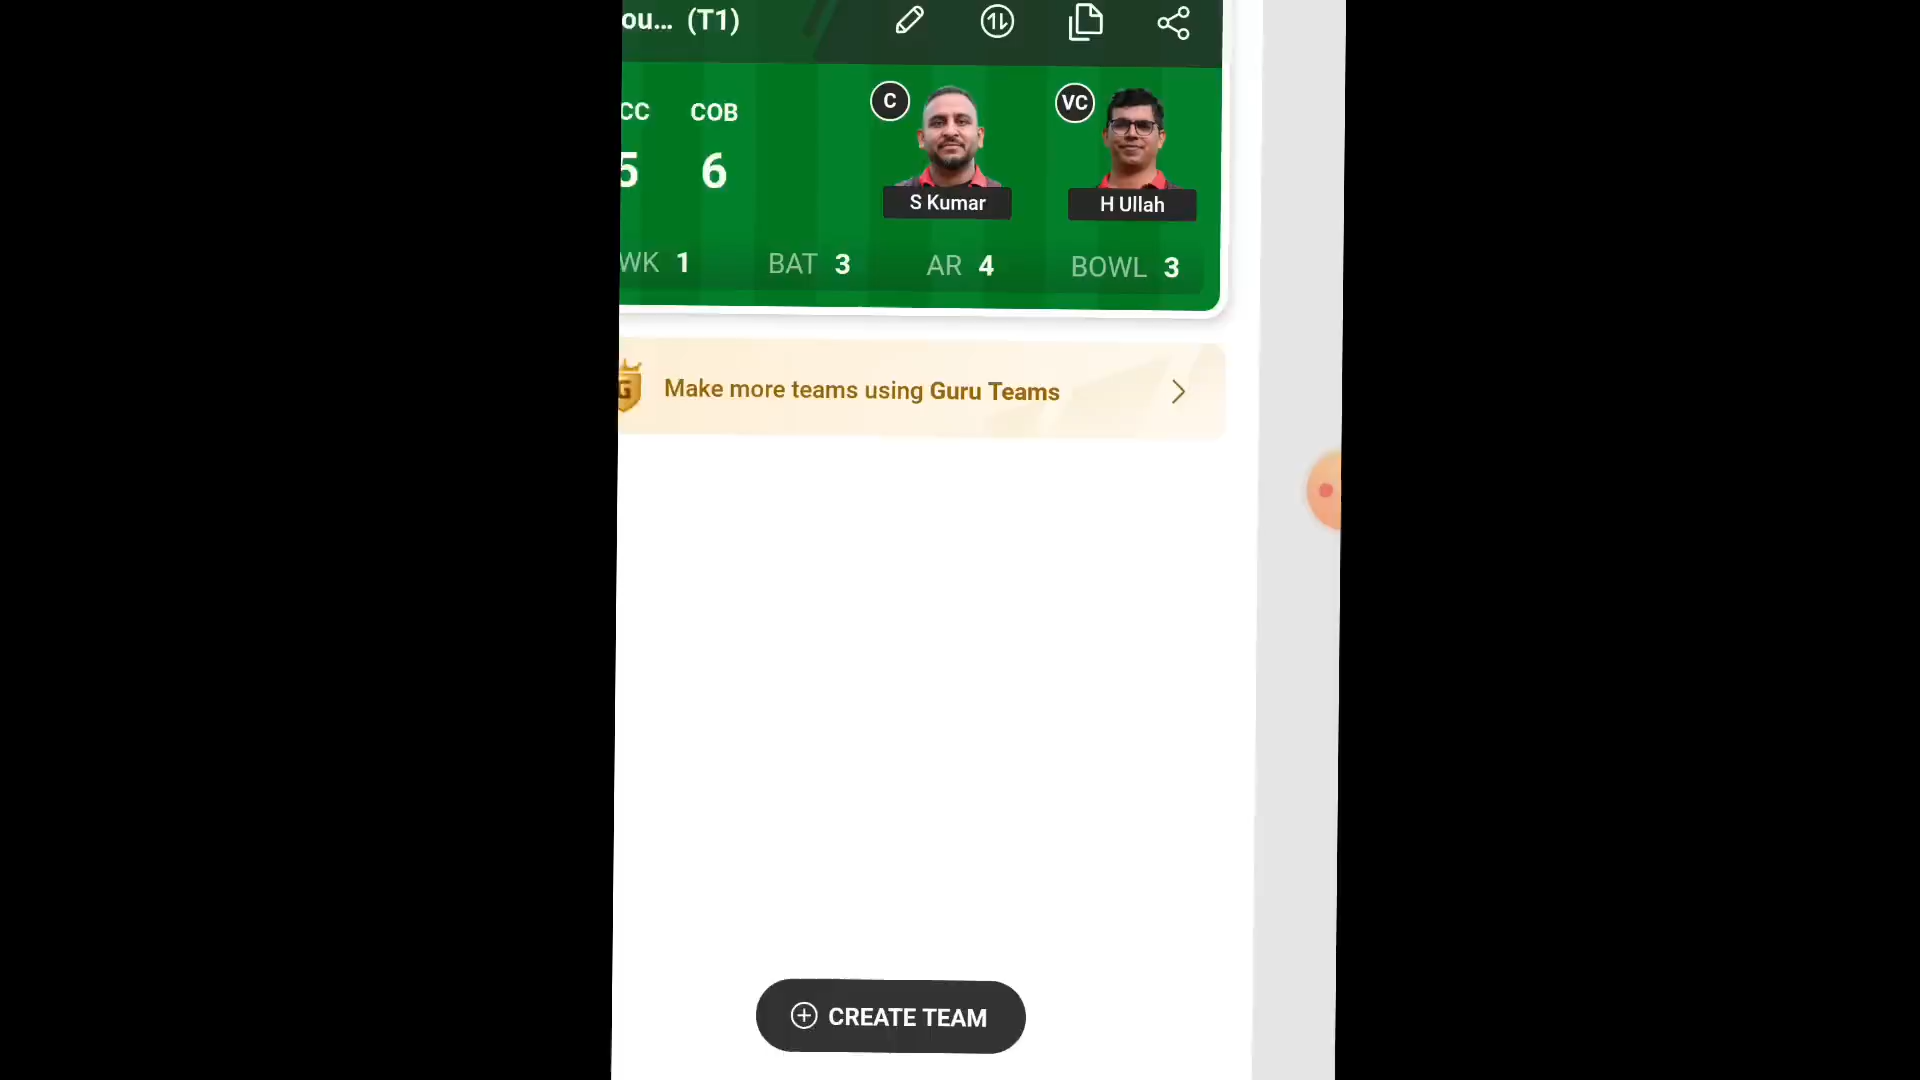 ou... (T1)
CC COB
5 6
C VC
S Kumar H Ullah
WK 1 BAT 3 AR 4 BOWL 3
G Make more teams using Guru Teams
CREATE TEAM